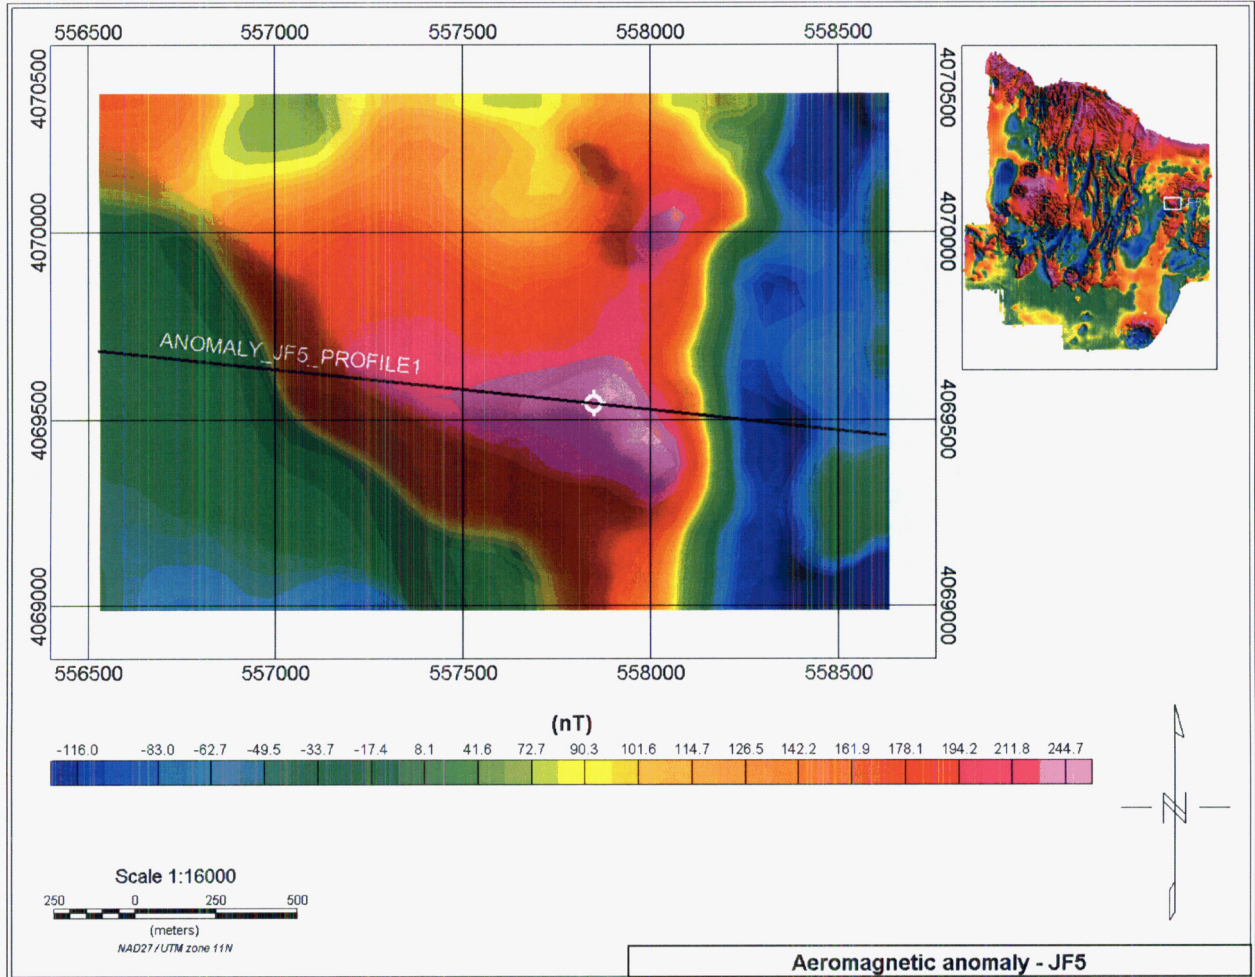 556500 557000 557500 558000 558500
4070500
4070500
4070000
4070000
ANOMALY_JF5_PROFILE1
4069500
4069500
4069000
4069000
556500 557000 557500 558000 558500
(nT)
-116.0 -83.0 -62.7 -49.5 -33.7 -17.4 8.1 41.6 72.7 90.3 101.6 114.7 126.5 142.2 161.9 178.1 194.2 211.8 244.7
N
Scale 1:16000
250 0 250 500
(meters)
NAD27 / UTM zone 11N
Aeromagnetic anomaly - JF5